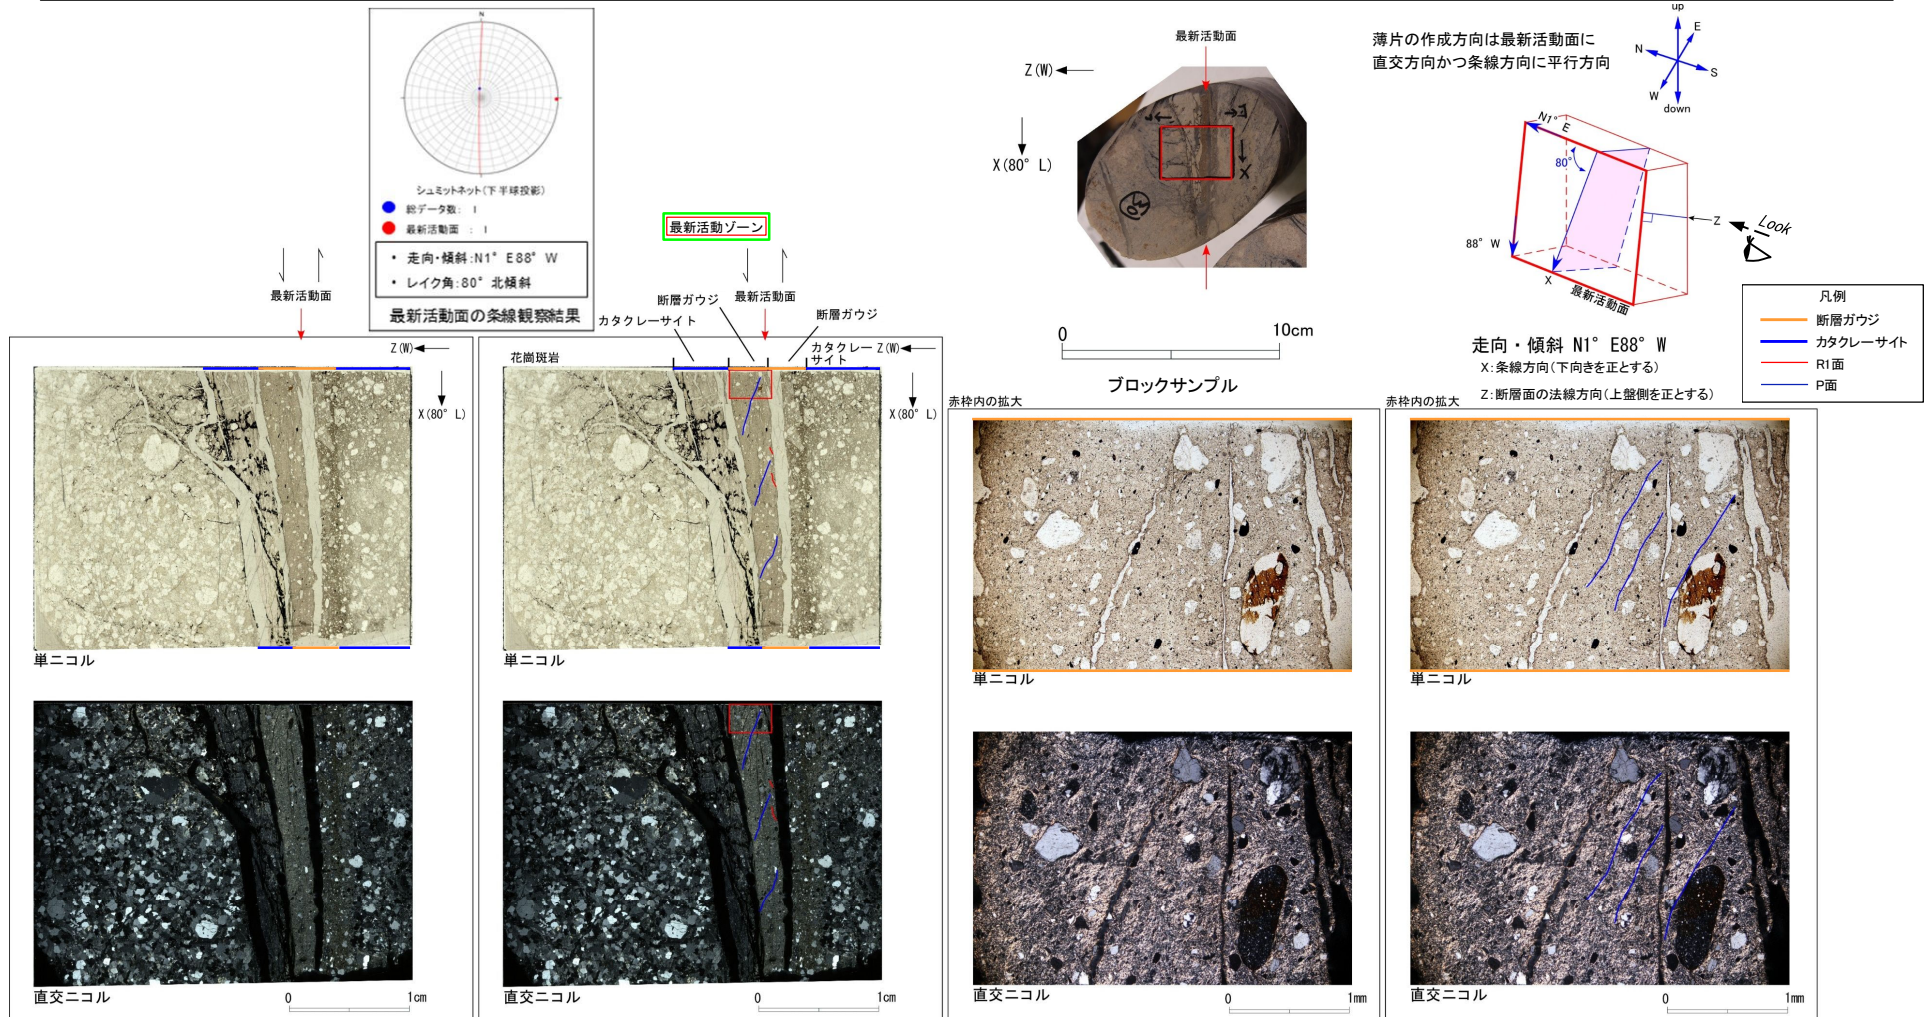 N
シュミットネット(下半球投影)
総データ数: 1
最新活動面 : 1
・ 走向・傾斜:N1° E88° W
・ レイク角:80° 北傾斜
最新活動面の条線観察結果
最新活動面
Z(W)
X(80° L)
最新活動面
薄片の作成方向は最新活動面に
直交方向かつ条線方向に平行方向
up
E
N
S
W
down
N1° E
80°
88° W
Z
Look
X
最新活動面
0
10cm
ブロックサンプル
走向・傾斜 N1° E88° W
X:条線方向(下向きを正とする)
Z:断層面の法線方向(上盤側を正とする)
凡例
断層ガウジ
カタクレーサイト
R1面
P面
最新活動面
Z(W)
X(80° L)
単ニコル
直交ニコル
0
1cm
最新活動ゾーン
断層ガウジ
最新活動面
カタクレーサイト
断層ガウジ
花崗斑岩
カタクレー
サイト
Z(W)
X(80° L)
単ニコル
直交ニコル
0
1cm
赤枠内の拡大
単ニコル
直交ニコル
0
1mm
赤枠内の拡大
単ニコル
直交ニコル
0
1mm